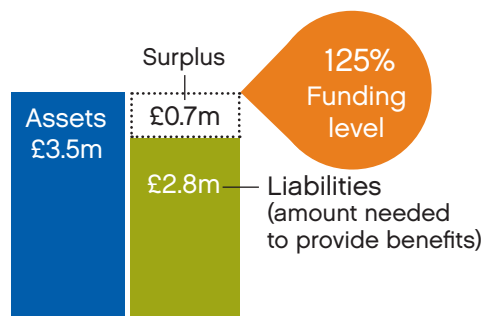 Surplus
125%
Funding
level
Assets
£3.5m
£0.7m
£2.8m
Liabilities
(amount needed
to provide benefits)